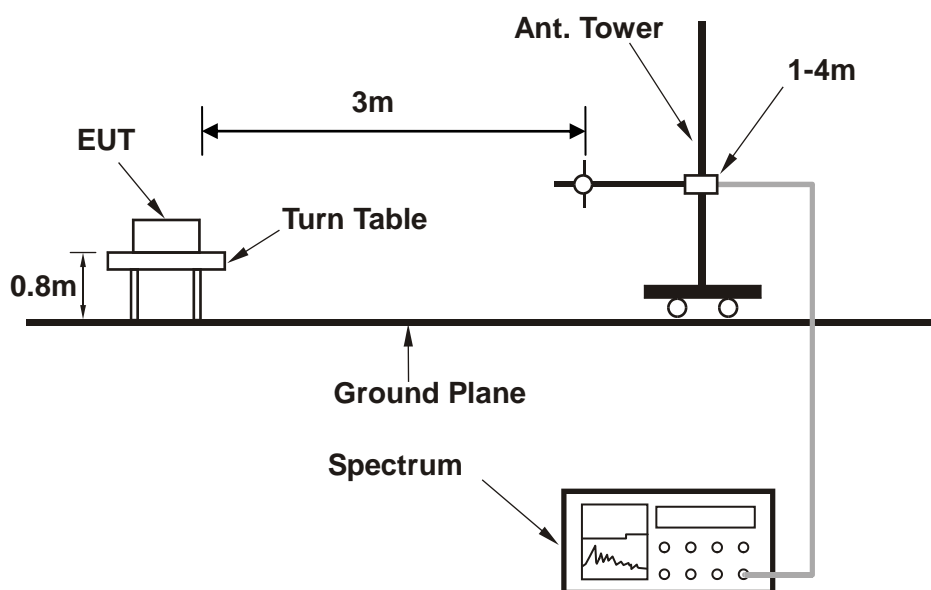 Ant. Tower
1-4m
3m
EUT
Turn Table
0.8m
Ground Plane
Spectrum